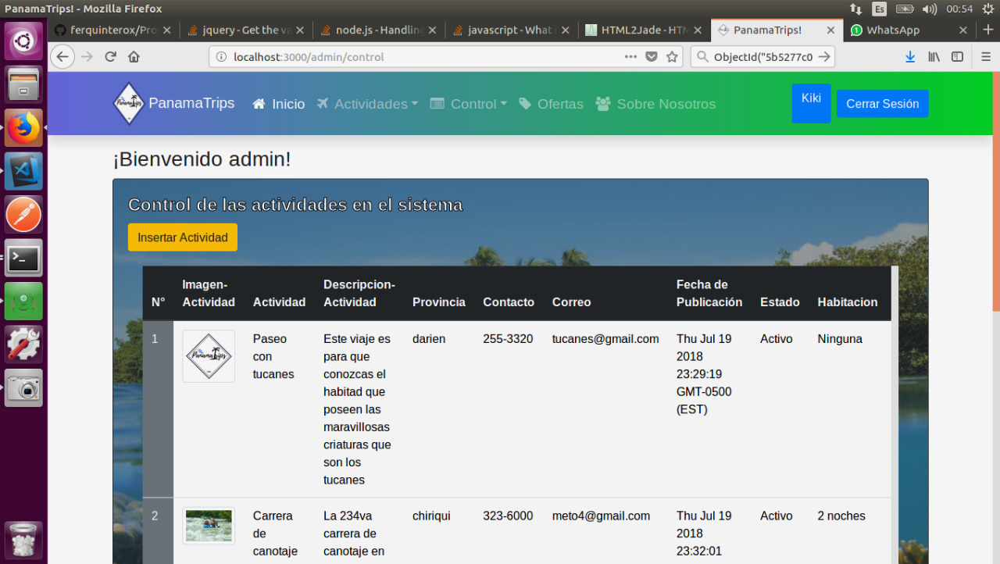 PanamaTrips! - Mozilla Firefox
Es
00:54
ferquinterox/Pro
jquery - Get the va
node.js - Handling
javascript - What i
HTML2Jade - HTM
PanamaTrips!
WhatsApp
localhost:3000/admin/control
ObjectId("5b5277c0
PanamaTrips
PanamaTrips
Inicio
Actividades
Control
Ofertas
Sobre Nosotros
Kiki
Cerrar Sesión
¡Bienvenido admin!
Control de las actividades en el sistema
Insertar Actividad
N°
Imagen-
Actividad
Actividad
Descripcion-
Actividad
Provincia
Contacto
Correo
Fecha de
Publicación
Estado
Habitacion
1
PanamaTrips
Paseo
con
tucanes
Este viaje es
para que
conozcas el
habitad que
poseen las
maravillosas
criaturas que
son los
tucanes
darien
255-3320
tucanes@gmail.com
Thu Jul 19
2018
23:29:19
GMT-0500
(EST)
Activo
Ninguna
2
Carrera
de
canotaje
La 234va
carrera de
canotaje en
chiriqui
323-6000
meto4@gmail.com
Thu Jul 19
2018
23:32:01
Activo
2 noches